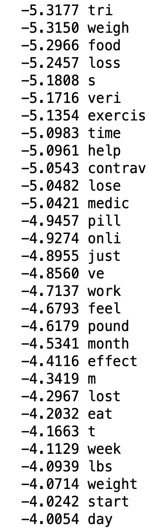 -5.3177 tri
-5.3150 weigh
-5.2966 food
-5.2457 loss
-5.1808 s
-5.1716 veri
-5.1354 exercis
-5.0983 time
-5.0961 help
-5.0543 contrav
-5.0482 lose
-5.0421 medic
-4.9457 pill
-4.9274 onli
-4.8955 just
-4.8560 ve
-4.7137 work
-4.6793 feel
-4.6179 pound
-4.5341 month
-4.4116 effect
-4.3419 m
-4.2967 lost
-4.2032 eat
-4.1663 t
-4.1129 week
-4.0939 lbs
-4.0714 weight
-4.0242 start
-4.0054 day